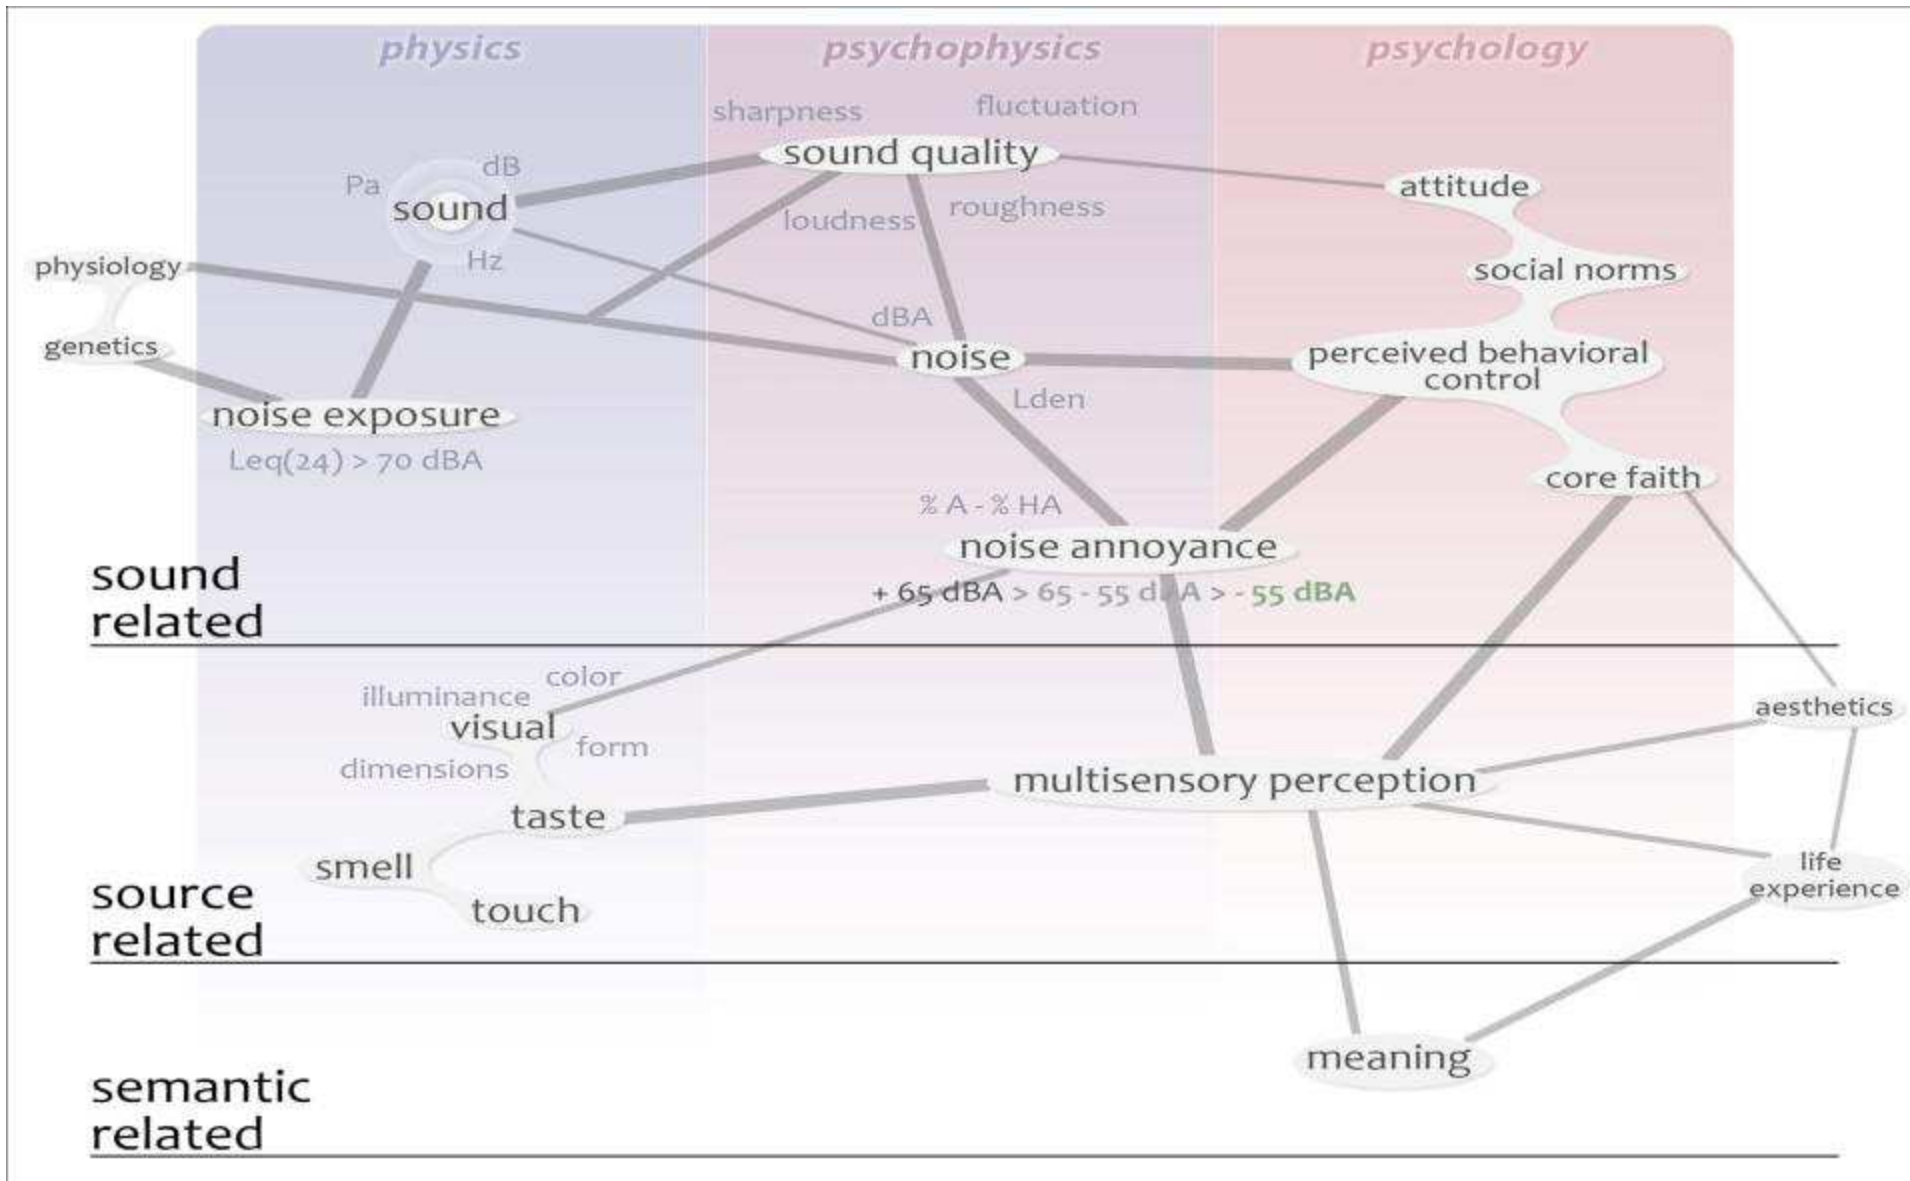 physics
psychophysics
psychology
sharpness
fluctuation
sound quality
dB
Pa
sound
attitude
loudness
roughness
Hz
physiology
social norms
dBA
genetics
noise
perceived behavioral
control
Lden
noise exposure
Leq(24) > 70 dBA
core faith
% A - % HA
noise annoyance
+ 65 dBA > 65 - 55 dBA > - 55 dBA
sound
related
color
illuminance
visual
form
dimensions
aesthetics
multisensory perception
taste
smell
touch
life
experience
source
related
meaning
semantic
related